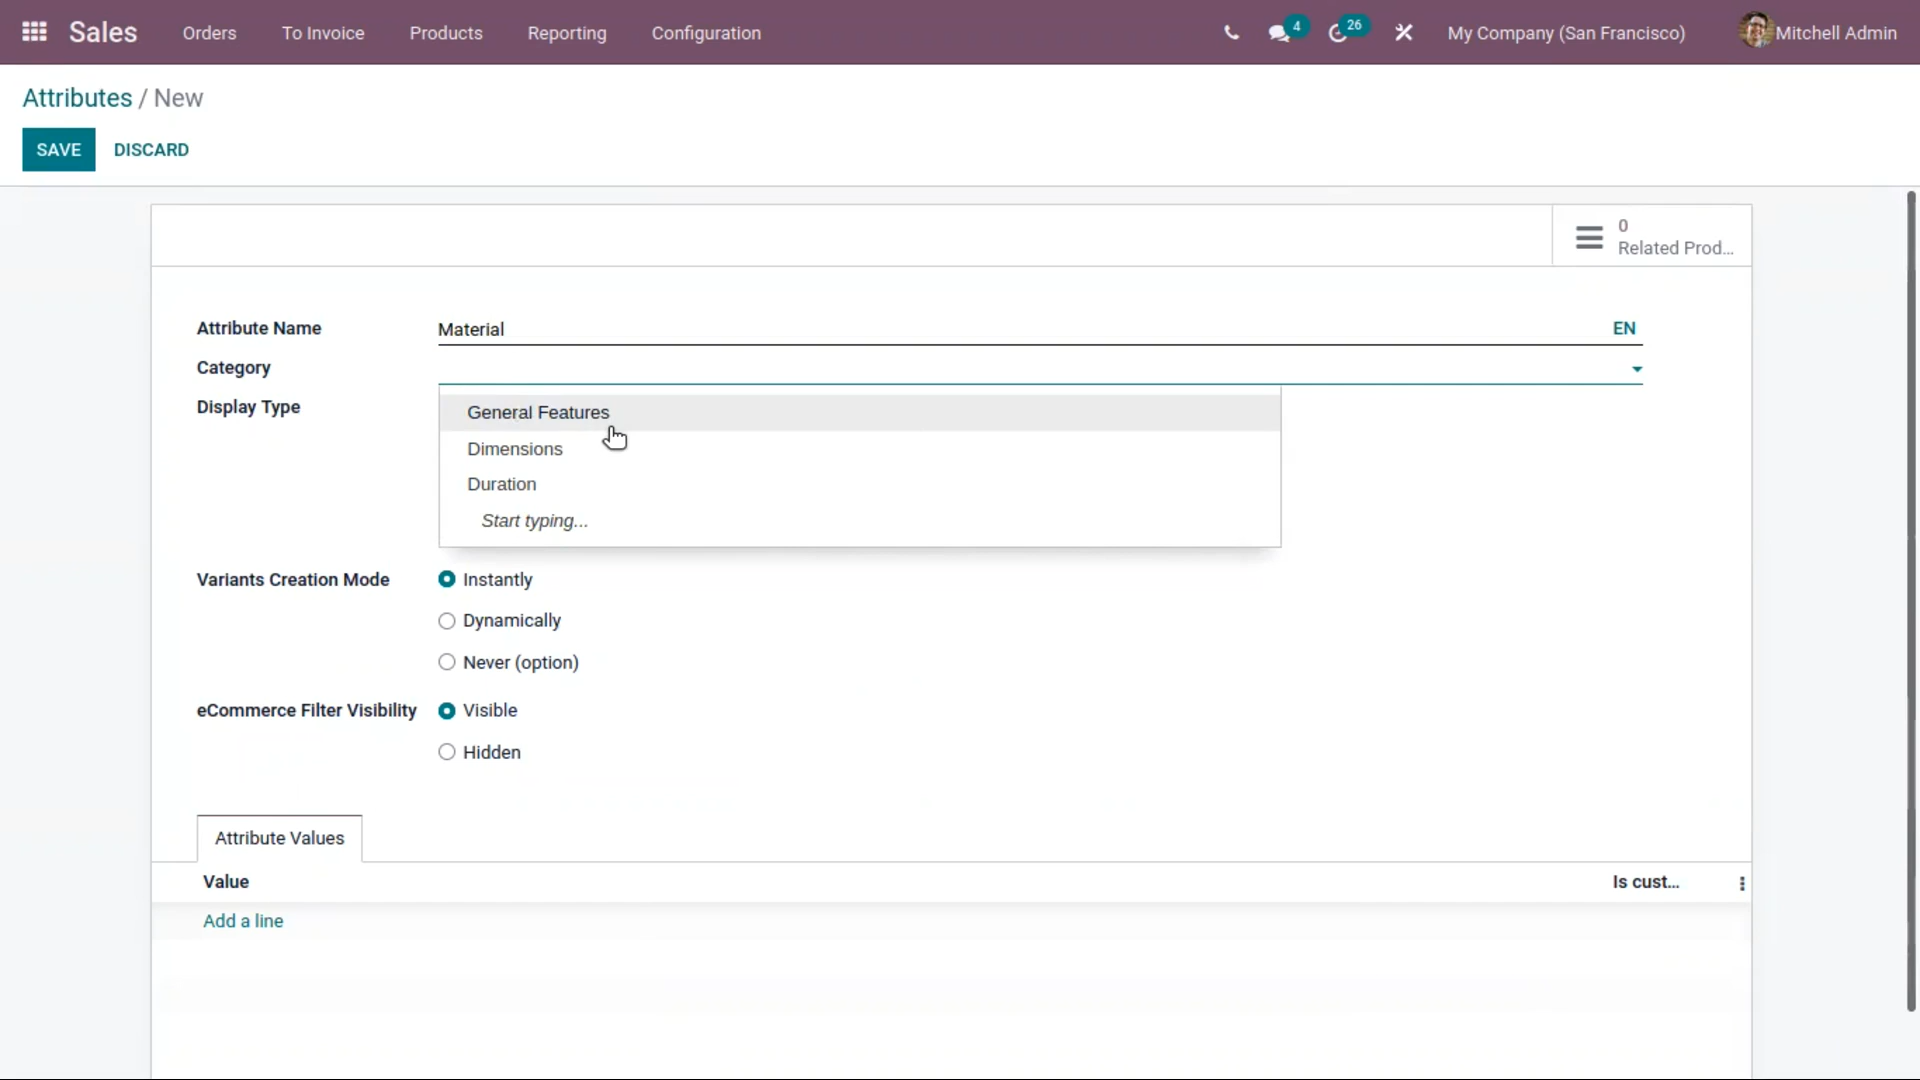 Sales Orders To Invoice Products Reporting Configuration 4 26 My Company (San Francisco) Mitchell Admin
Attributes / New
SAVE DISCARD
0
Related Prod...
Attribute Name Material EN
Category
Display Type
General Features
Dimensions
Duration
Start typing...
Variants Creation Mode Instantly
Dynamically
Never (option)
eCommerce Filter Visibility Visible
Hidden
Attribute Values
Value Is cust...
Add a line